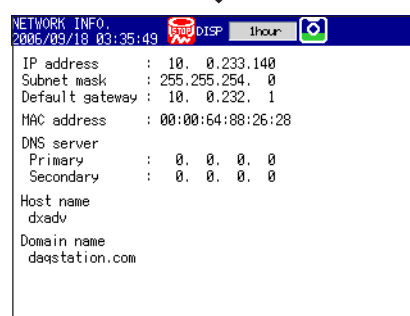 NETWORK INFO.
2006/09/18 03:35:49 STOP DISP 1hour
IP address : 10. 0.233.140
Subnet mask : 255.255.254. 0
Default gateway : 10. 0.232. 1
MAC address : 00:00:64:88:26:28
DNS server
Primary : 0. 0. 0. 0
Secondary : 0. 0. 0. 0
Host name
dxadv
Domain name
daqstation.com